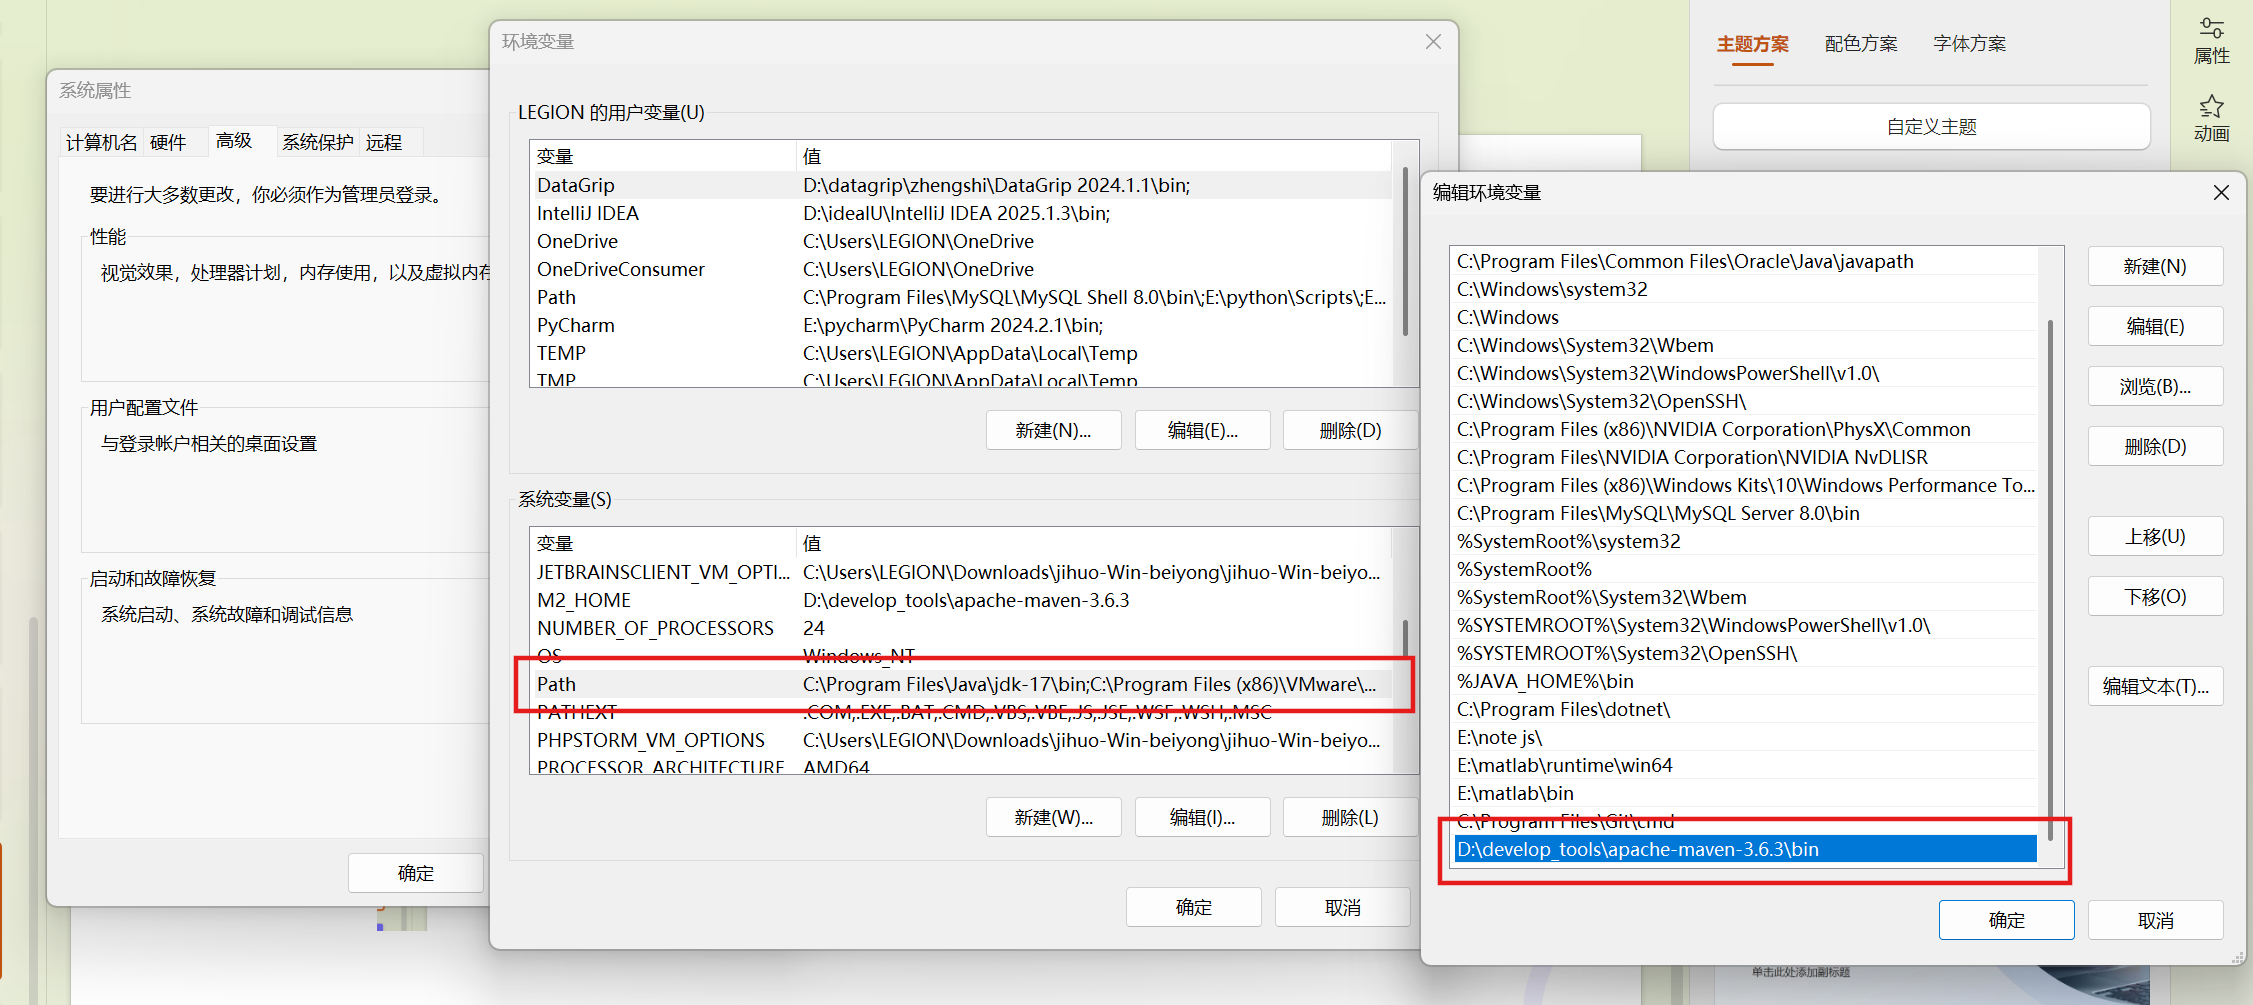 系统属性
计算机名
硬件
高级
系统保护
远程
要进行大多数更改，你必须作为管理员登录。
性能
视觉效果，处理器计划，内存使用，以及虚拟内存
用户配置文件
与登录帐户相关的桌面设置
启动和故障恢复
系统启动、系统故障和调试信息
确定
环境变量
LEGION 的用户变量(U)
变量 值
DataGrip D:\datagrip\zhengshi\DataGrip 2024.1.1\bin;
IntelliJ IDEA D:\idealU\IntelliJ IDEA 2025.1.3\bin;
OneDrive C:\Users\LEGION\OneDrive
OneDriveConsumer C:\Users\LEGION\OneDrive
Path C:\Program Files\MySQL\MySQL Shell 8.0\bin\;E:\python\Scripts\;E...
PyCharm E:\pycharm\PyCharm 2024.2.1\bin;
TEMP C:\Users\LEGION\AppData\Local\Temp
TMP C:\Users\LEGION\AppData\Local\Temp
新建(N)... 编辑(E)... 删除(D)
系统变量(S)
变量 值
JETBRAINSCLIENT_VM_OPTI... C:\Users\LEGION\Downloads\jihuo-Win-beiyong\jihuo-Win-beiyo...
M2_HOME D:\develop_tools\apache-maven-3.6.3
NUMBER_OF_PROCESSORS 24
OS Windows_NT
Path C:\Program Files\Java\jdk-17\bin;C:\Program Files (x86)\VMware\...
PATHEXT .COM;.EXE;.BAT;.CMD;.VBS;.VBE;.JS;.JSE;.WSF;.WSH;.MSC
PHPSTORM_VM_OPTIONS C:\Users\LEGION\Downloads\jihuo-Win-beiyong\jihuo-Win-beiyo...
PROCESSOR_ARCHITECTURE AMD64
新建(W)... 编辑(I)... 删除(L)
确定 取消
主题方案 配色方案 字体方案
自定义主题
属性
动画
编辑环境变量
C:\Program Files\Common Files\Oracle\Java\javapath
C:\Windows\system32
C:\Windows
C:\Windows\System32\Wbem
C:\Windows\System32\WindowsPowerShell\v1.0\
C:\Windows\System32\OpenSSH\
C:\Program Files (x86)\NVIDIA Corporation\PhysX\Common
C:\Program Files\NVIDIA Corporation\NVIDIA NvDLISR
C:\Program Files (x86)\Windows Kits\10\Windows Performance To...
C:\Program Files\MySQL\MySQL Server 8.0\bin
%SystemRoot%\system32
%SystemRoot%
%SystemRoot%\System32\Wbem
%SYSTEMROOT%\System32\WindowsPowerShell\v1.0\
%SYSTEMROOT%\System32\OpenSSH\
%JAVA_HOME%\bin
C:\Program Files\dotnet\
E:\note js\
E:\matlab\runtime\win64
E:\matlab\bin
C:\Program Files\Git\cmd
D:\develop_tools\apache-maven-3.6.3\bin
新建(N)
编辑(E)
浏览(B)...
删除(D)
上移(U)
下移(O)
编辑文本(T)...
确定 取消
单击此处添加副标题